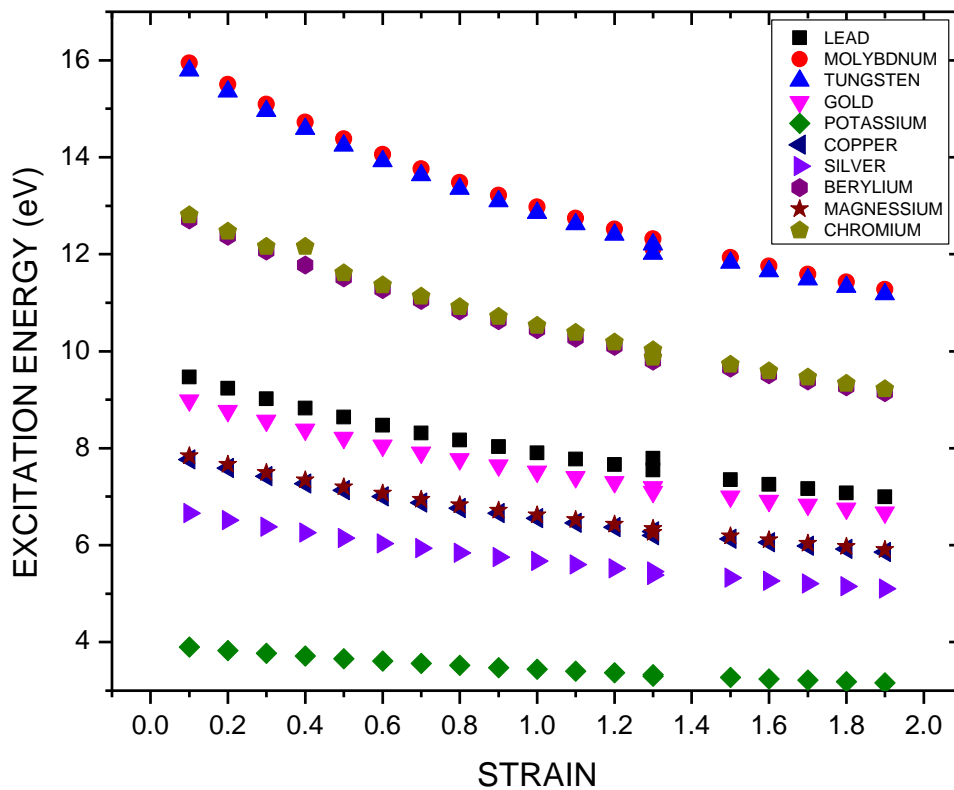 LEAD
MOLYBDNUM
TUNGSTEN
GOLD
POTASSIUM
COPPER
SILVER
BERYLIUM
MAGNESSIUM
CHROMIUM
EXCITATION ENERGY (eV)
16
14
12
10
8
6
4
0.0 0.2 0.4 0.6 0.8 1.0 1.2 1.4 1.6 1.8 2.0
STRAIN